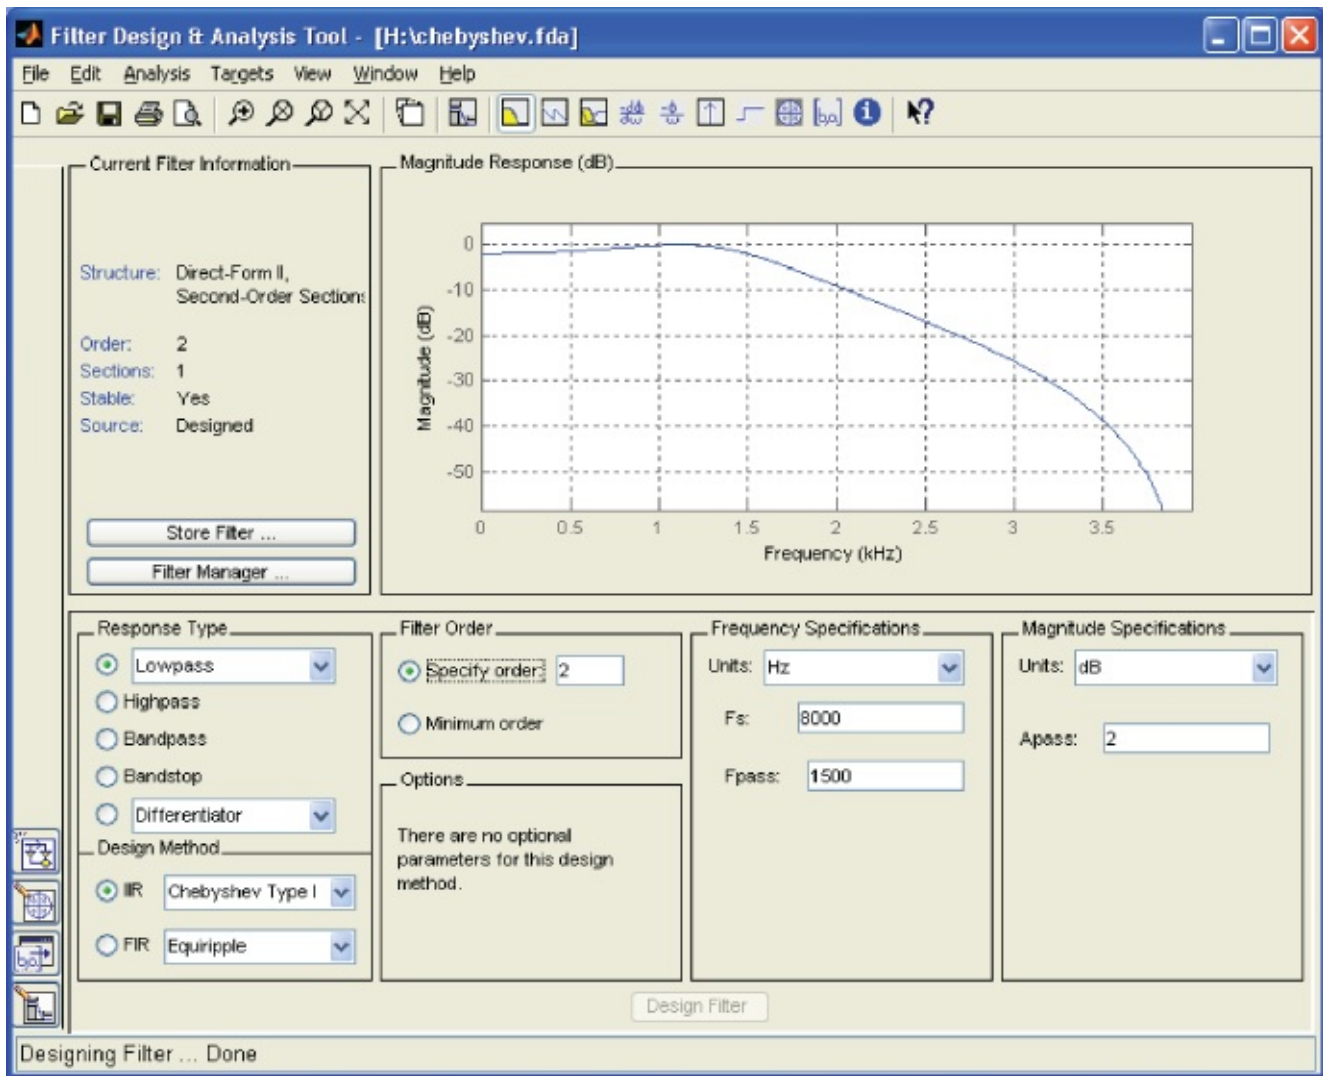 Filter Design & Analysis Tool - [H:\chebyshev.fda]
File Edit Analysis Targets View Window Help
Current Filter Information
Structure: Direct-Form II,
Second-Order Sections
Order: 2
Sections: 1
Stable: Yes
Source: Designed
Store Filter ...
Filter Manager ...
Magnitude Response (dB)
Magnitude (dB)
0
-10
-20
-30
-40
-50
0 0.5 1 1.5 2 2.5 3 3.5
Frequency (kHz)
Response Type
Lowpass
Highpass
Bandpass
Bandstop
Differentiator
Design Method
IIR Chebyshev Type I
FIR Equiripple
Filter Order
Specify order: 2
Minimum order
Options
There are no optional
parameters for this design
method.
Frequency Specifications
Units: Hz
Fs: 8000
Fpass: 1500
Magnitude Specifications
Units: dB
Apass: 2
Design Filter
Designing Filter ... Done